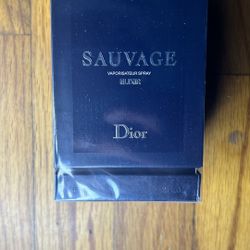 SAUVAGE
VAPORISATEUR SPRAY
ELIXIR
Dior